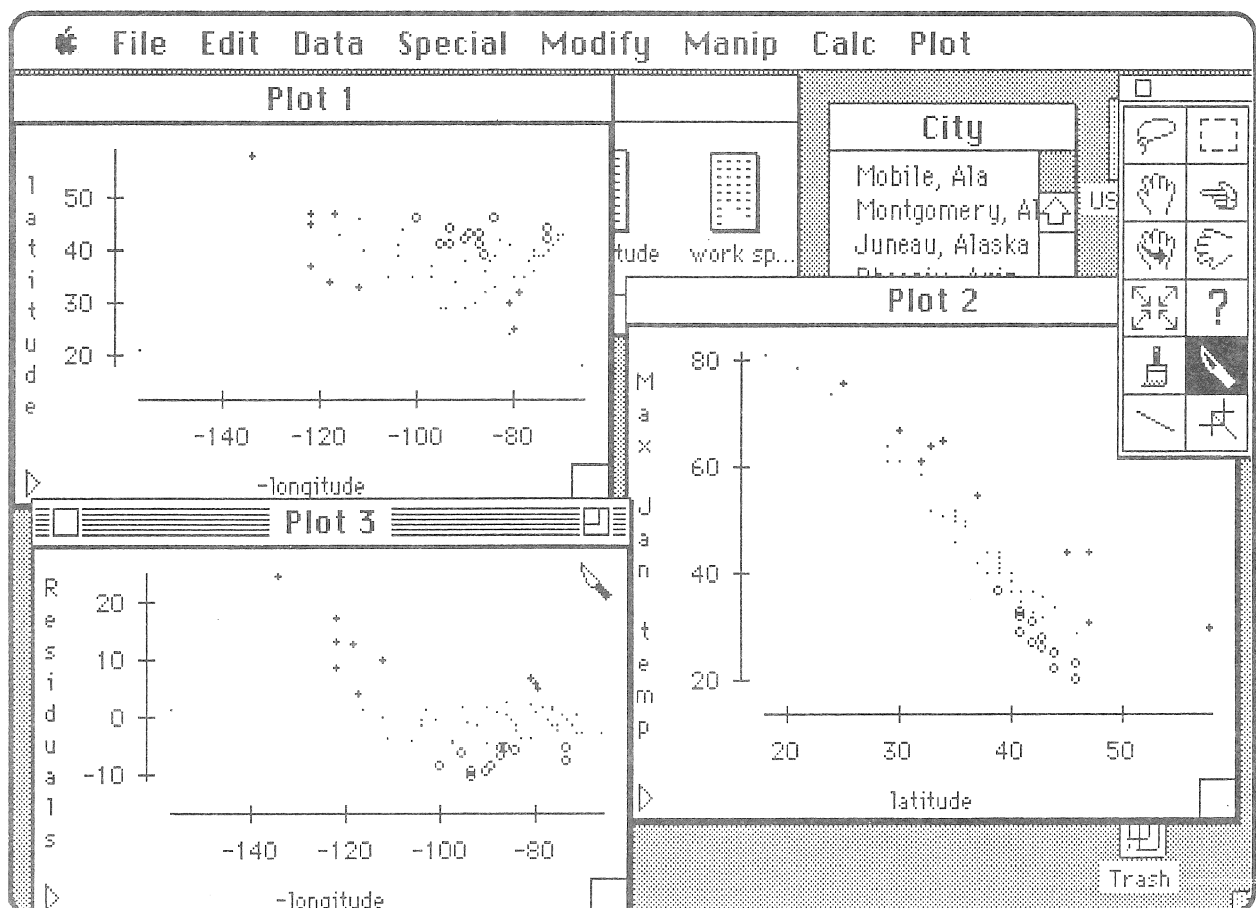 File Edit Data Special Modify Manip Calc Plot
Plot 1
latitude
50
40
30
20
-140 -120 -100 -80
-longitude
tude
work sp...
City
Mobile, Ala
Montgomery, Al
Juneau, Alaska
US
?
Plot 2
Max Jan temp
80
60
40
20
20 30 40 50
latitude
Plot 3
Residuals
20
10
0
-10
-140 -120 -100 -80
-longitude
Trash